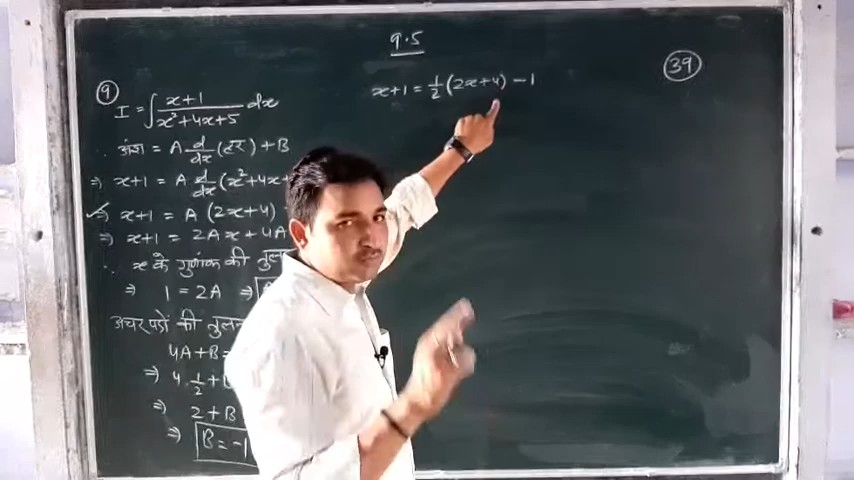 9.5
39
9
I = ∫ x+1 / x²+4x+5 dx
x+1 = 1/2 (2x+4) - 1
अंश = A d/dx (हर) + B
⇒ x+1 = A d/dx (x²+4x+
⇒ x+1 = A (2x+4)
⇒ x+1 = 2Ax + 4A
∴ x के गुणांक की
⇒ 1 = 2A ⇒
अचर पदों की
4A+B
⇒ 4.1/2 +
⇒ 2 + B
⇒ B = -1